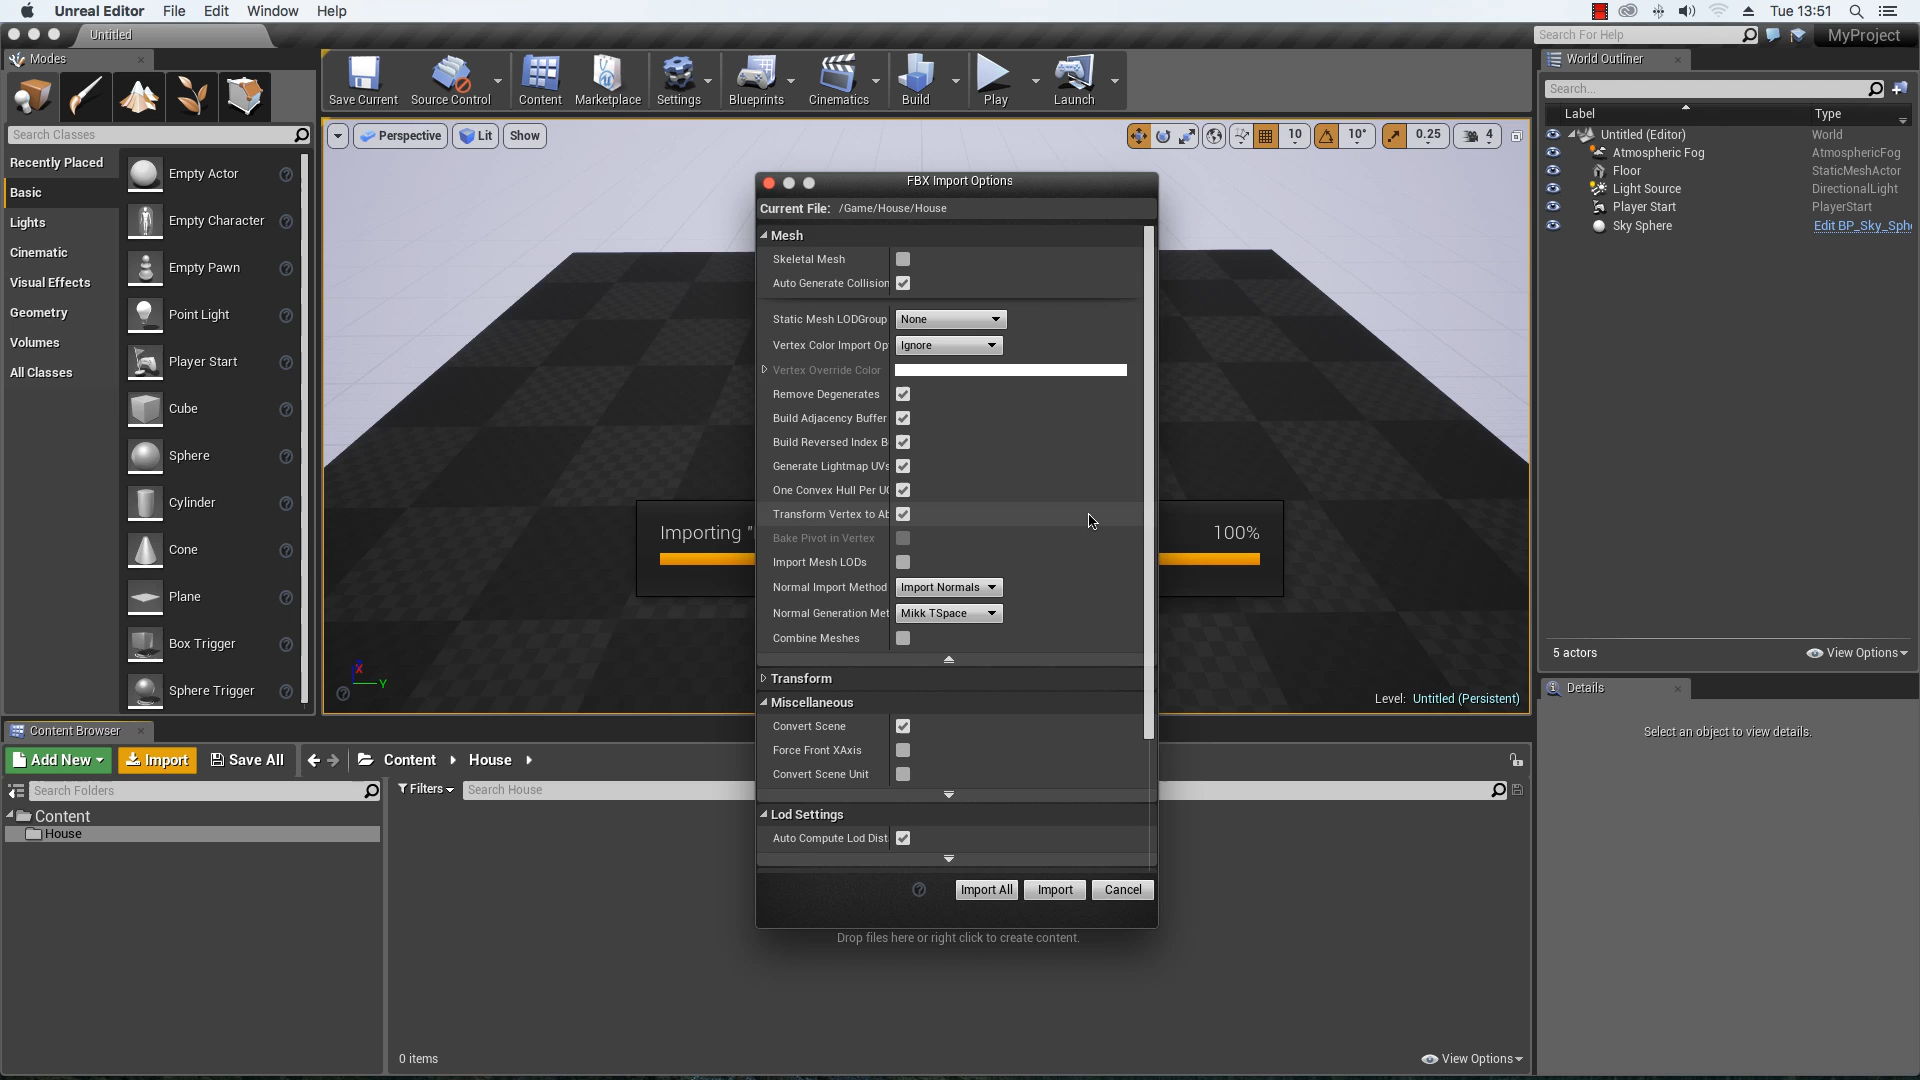 Unreal Editor File Edit Window Help
Tue 13:51
Untitled
Search For Help
MyProject
Modes
Search Classes
Recently Placed
Basic
Lights
Cinematic
Visual Effects
Geometry
Volumes
All Classes
Empty Actor
Empty Character
Empty Pawn
Point Light
Player Start
Cube
Sphere
Cylinder
Cone
Plane
Box Trigger
Sphere Trigger
Save Current
Source Control
Content
Marketplace
Settings
Blueprints
Cinematics
Build
Play
Launch
Perspective
Lit
Show
10
10°
0.25
4
X
Y
Importing "
100%
Level: Untitled (Persistent)
FBX Import Options
Current File: /Game/House/House
Mesh
Skeletal Mesh
Auto Generate Collision
Static Mesh LODGroup None
Vertex Color Import Op Ignore
Vertex Override Color
Remove Degenerates
Build Adjacency Buffer
Build Reversed Index B
Generate Lightmap UVs
One Convex Hull Per UC
Transform Vertex to Ab
Bake Pivot in Vertex
Import Mesh LODs
Normal Import Method Import Normals
Normal Generation Met Mikk TSpace
Combine Meshes
Transform
Miscellaneous
Convert Scene
Force Front XAxis
Convert Scene Unit
Lod Settings
Auto Compute Lod Dist
Import All Import Cancel
World Outliner
Search...
Label Type
Untitled (Editor) World
Atmospheric Fog AtmosphericFog
Floor StaticMeshActor
Light Source DirectionalLight
Player Start PlayerStart
Sky Sphere Edit BP_Sky_Sph
5 actors
View Options
Details
Select an object to view details.
Content Browser
Add New
Import
Save All
Content
House
Search Folders
Filters
Search House
Content
House
Drop files here or right click to create content.
0 items
View Options